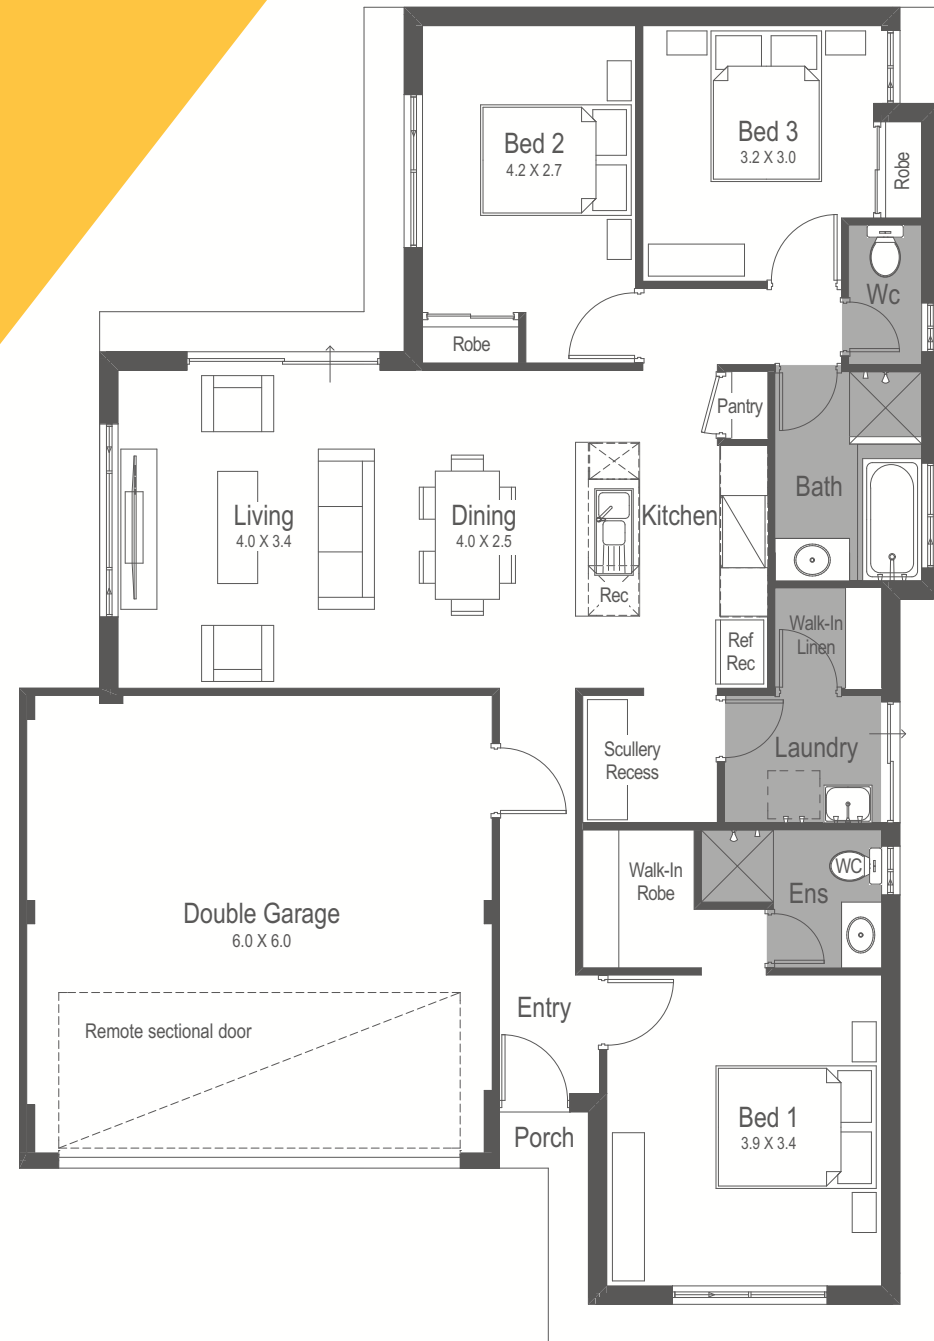 Bed 2
4.2 X 2.7
Bed 3
3.2 X 3.0
Robe
Wc
Robe
Pantry
Living
4.0 X 3.4
Dining
4.0 X 2.5
Kitchen
Bath
Rec
Ref
Rec
Walk-In
Linen
Scullery
Recess
Laundry
Walk-In
Robe
WC
Ens
Double Garage
6.0 X 6.0
Entry
Remote sectional door
Bed 1
3.9 X 3.4
Porch